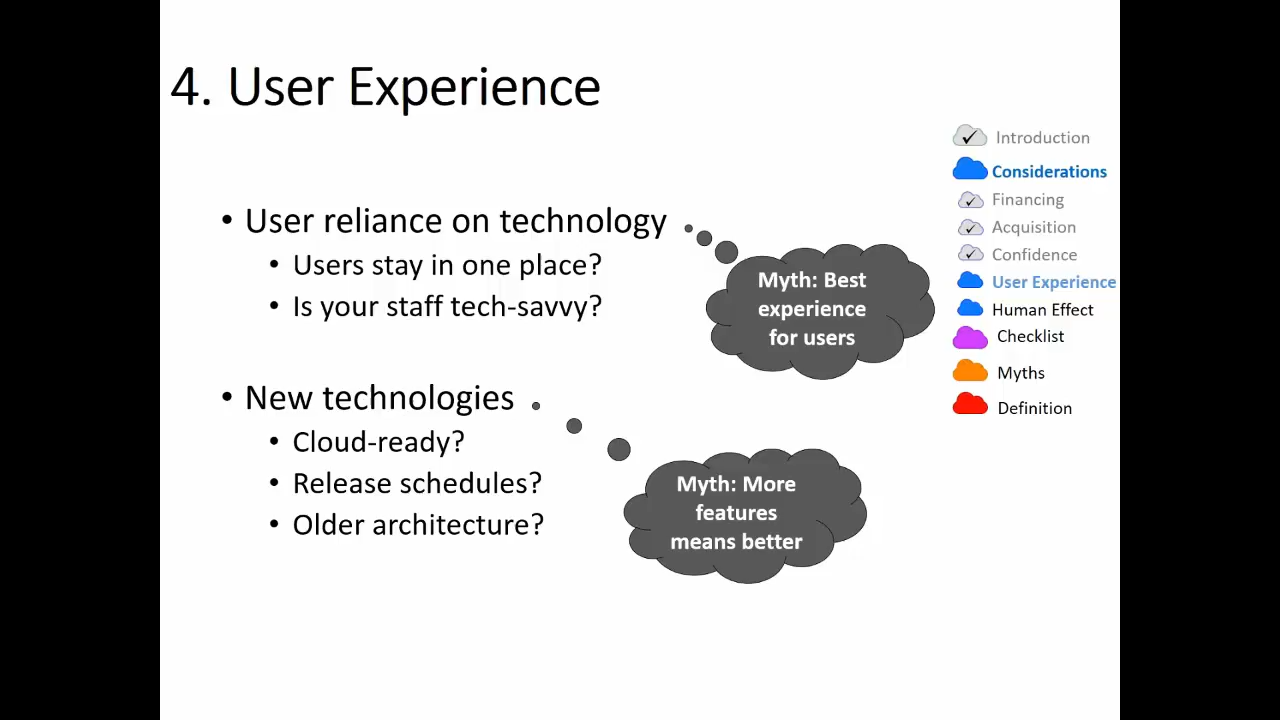 4. User Experience
• User reliance on technology
• Users stay in one place?
• Is your staff tech-savvy?
Myth: Best
experience
for users
• New technologies
• Cloud-ready?
• Release schedules?
• Older architecture?
Myth: More
features
means better
Introduction
Considerations
Financing
Acquisition
Confidence
User Experience
Human Effect
Checklist
Myths
Definition